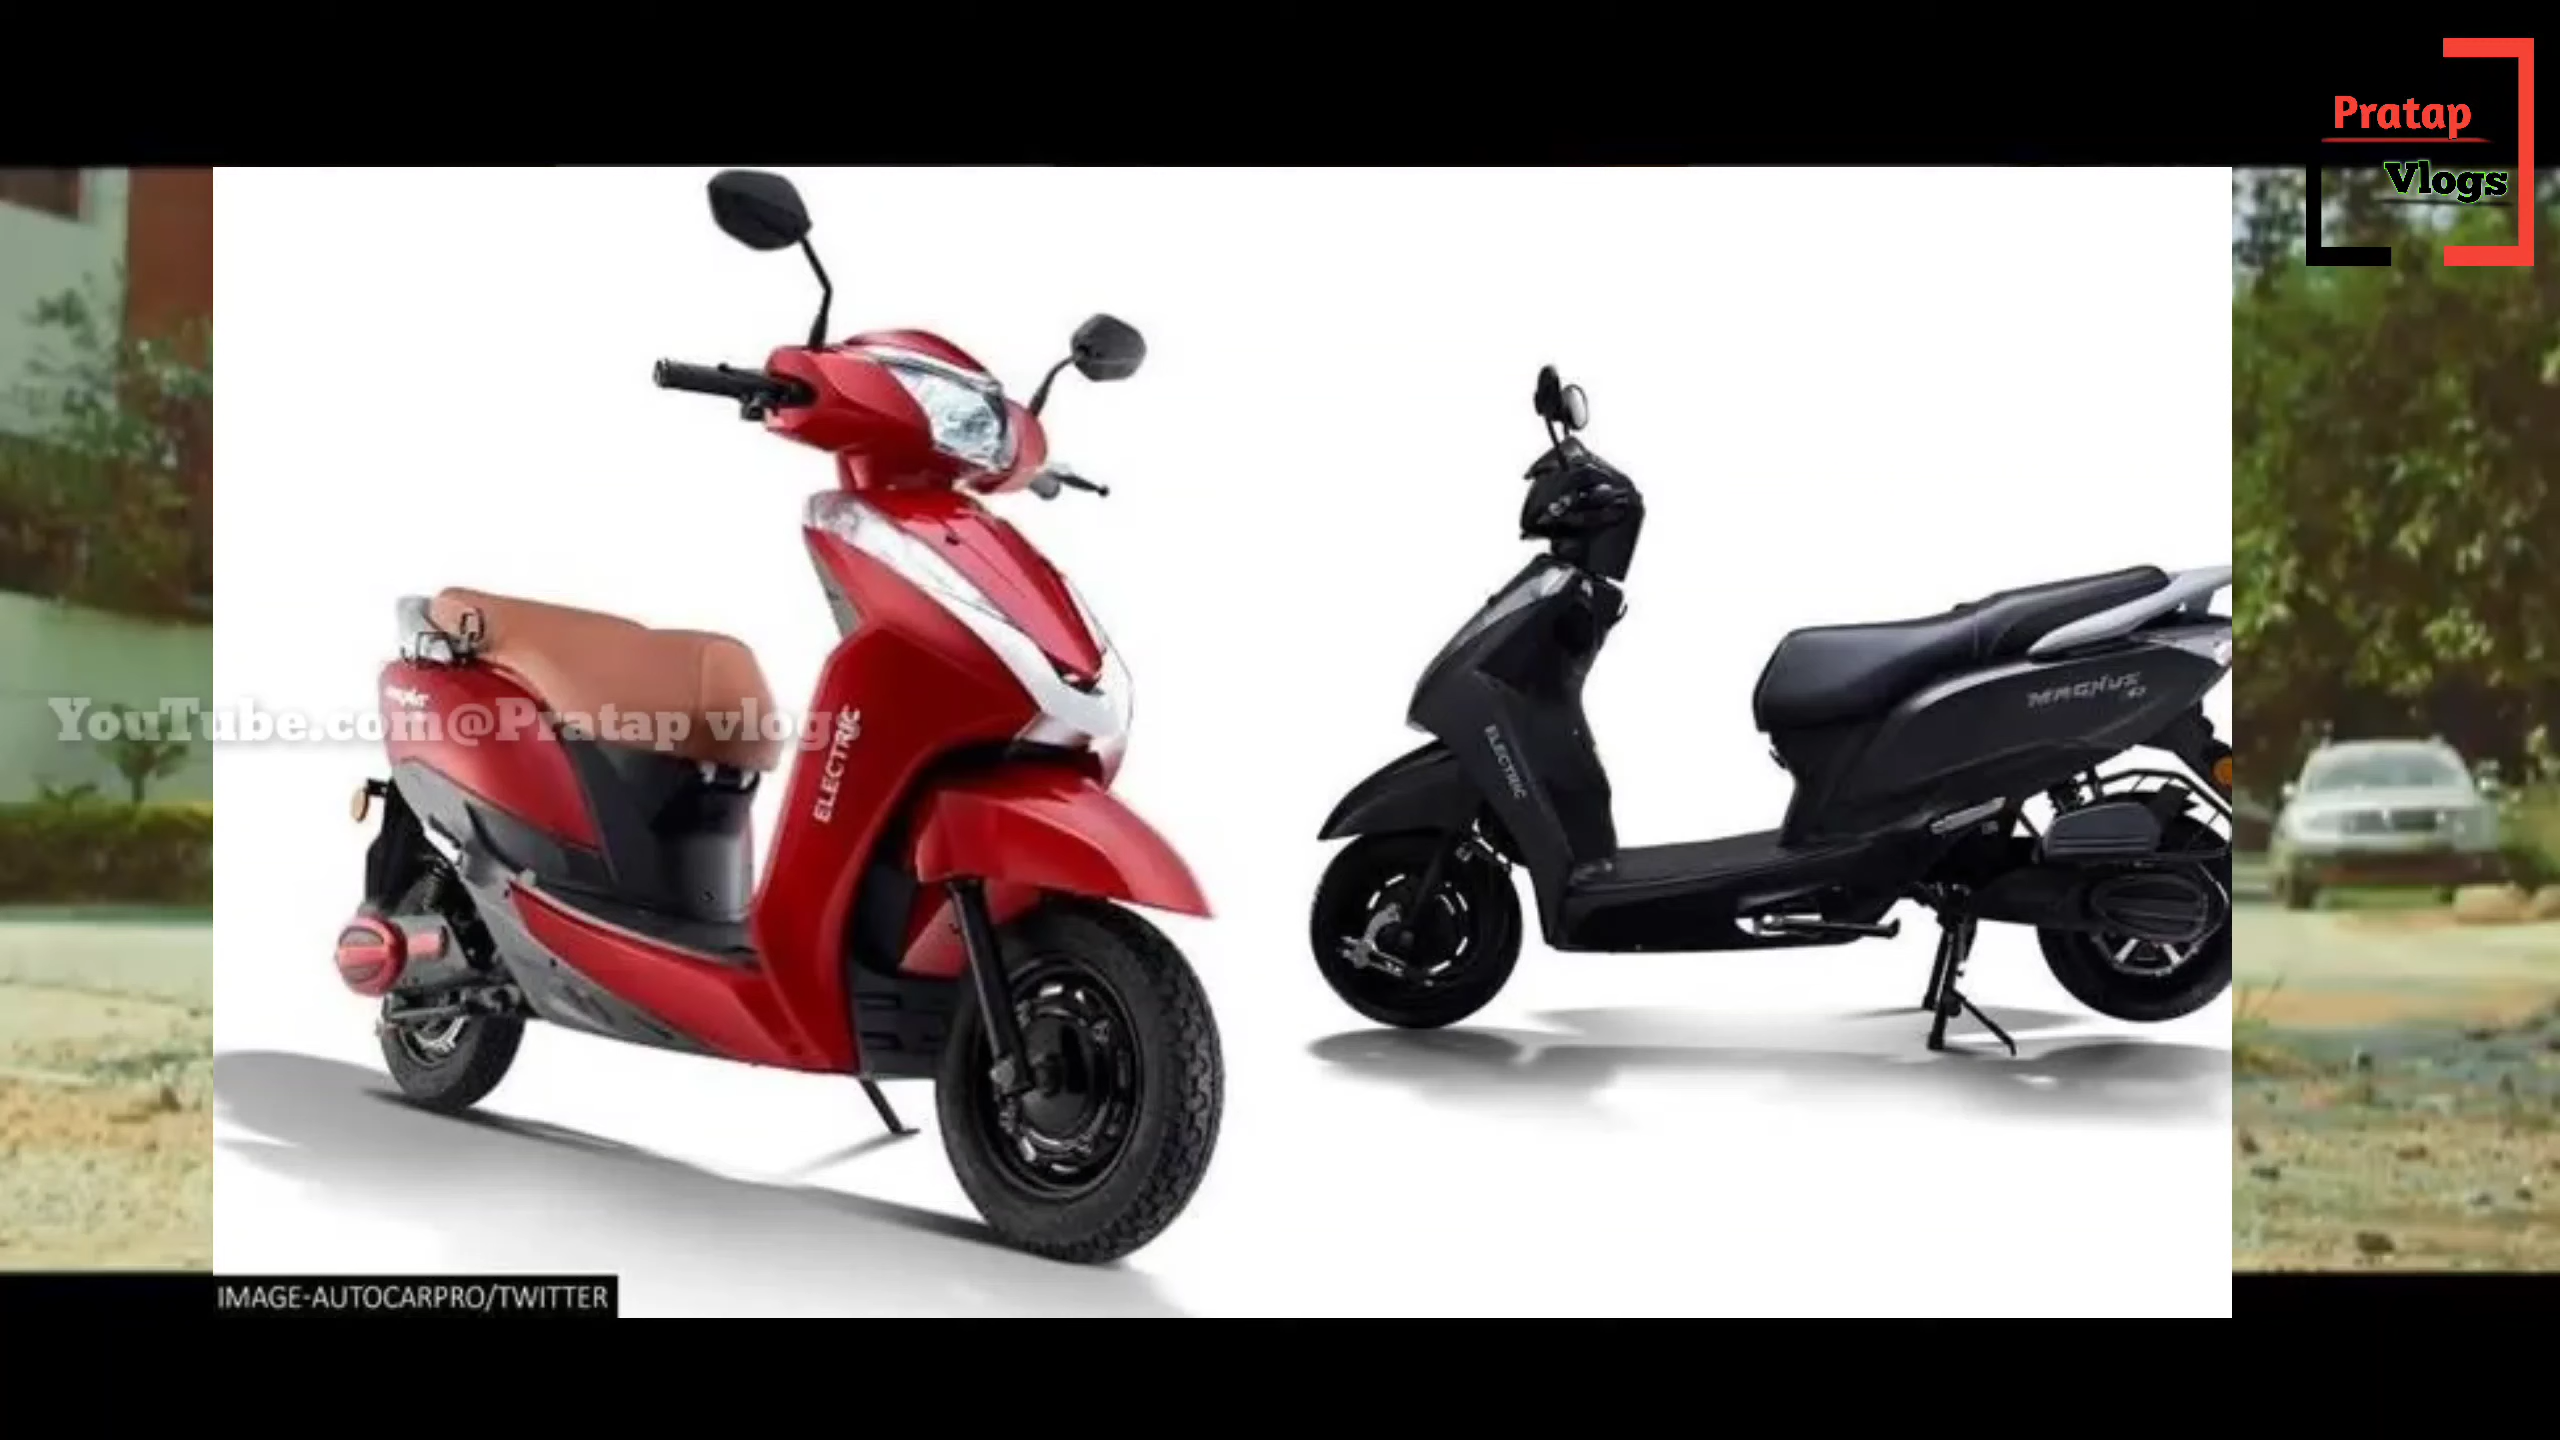 Pratap
Vlogs
YouTube.com@Pratap vlogs
ELECTRIC
ELECTRIC
MAGNUS
IMAGE-AUTOCARPRO/TWITTER